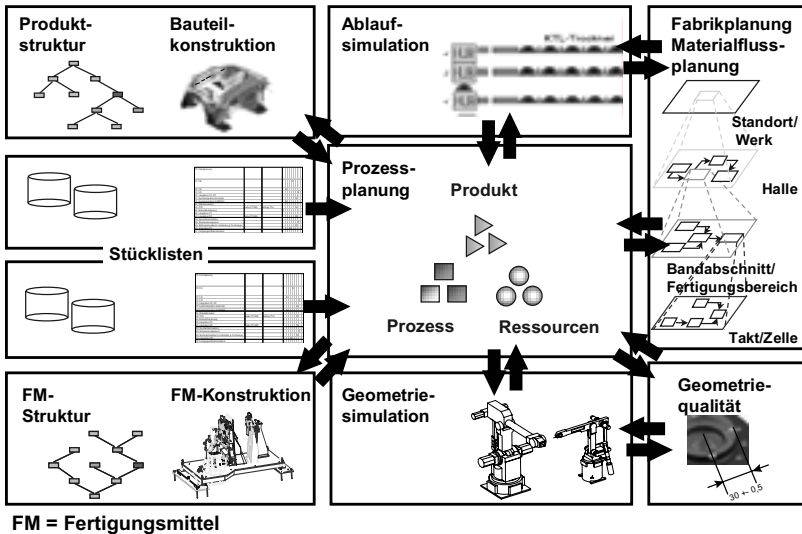 Produkt-
struktur
Bauteil-
konstruktion
Ablauf-
simulation
KTL-Trockner
Fabrikplanung
Materialfluss-
planung
Standort/
Werk
Halle
Bandabschnitt/
Fertigungsbereich
Takt/Zelle
Stücklisten
Prozess-
planung
Produkt
Prozess
Ressourcen
FM-
Struktur
FM-Konstruktion
Geometrie-
simulation
Geometrie-
qualität
30 +- 0,5
FM = Fertigungsmittel